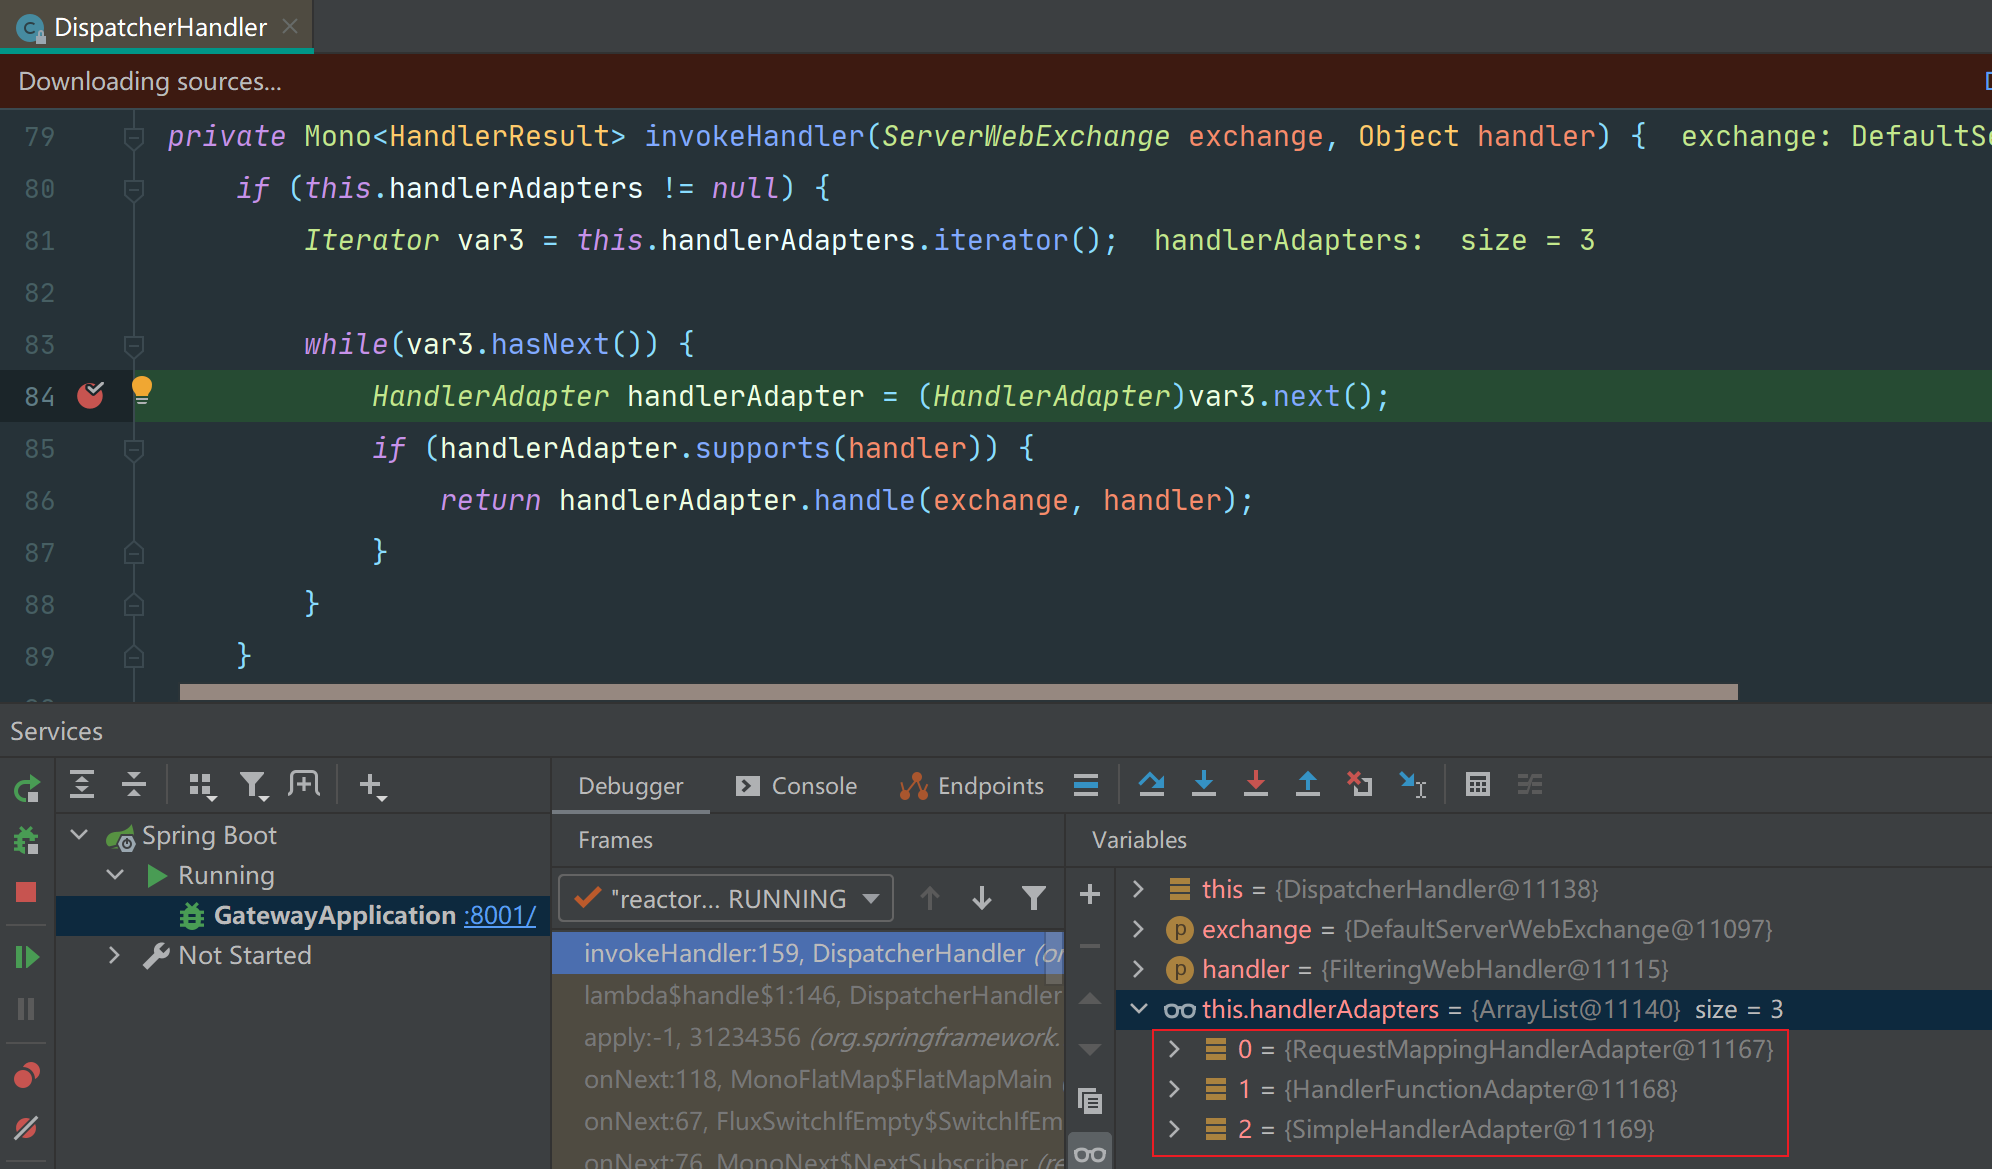 DispatcherHandler
Downloading sources...
79 private Mono<HandlerResult> invokeHandler(ServerWebExchange exchange, Object handler) { exchange: DefaultSe
80 if (this.handlerAdapters != null) {
81 Iterator var3 = this.handlerAdapters.iterator(); handlerAdapters: size = 3
82
83 while(var3.hasNext()) {
84 HandlerAdapter handlerAdapter = (HandlerAdapter)var3.next();
85 if (handlerAdapter.supports(handler)) {
86 return handlerAdapter.handle(exchange, handler);
87 }
88 }
89 }
Services
Debugger Console Endpoints
Spring Boot
Running
GatewayApplication :8001/
Not Started
Frames
"reactor... RUNNING
invokeHandler:159, DispatcherHandler (or
lambda$handle$1:146, DispatcherHandler
apply:-1, 31234356 (org.springframework.
onNext:118, MonoFlatMap$FlatMapMain
onNext:67, FluxSwitchIfEmpty$SwitchIfEm
onNext:76, MonoNext$NextSubscriber (re
Variables
this = {DispatcherHandler@11138}
exchange = {DefaultServerWebExchange@11097}
handler = {FilteringWebHandler@11115}
this.handlerAdapters = {ArrayList@11140} size = 3
0 = {RequestMappingHandlerAdapter@11167}
1 = {HandlerFunctionAdapter@11168}
2 = {SimpleHandlerAdapter@11169}